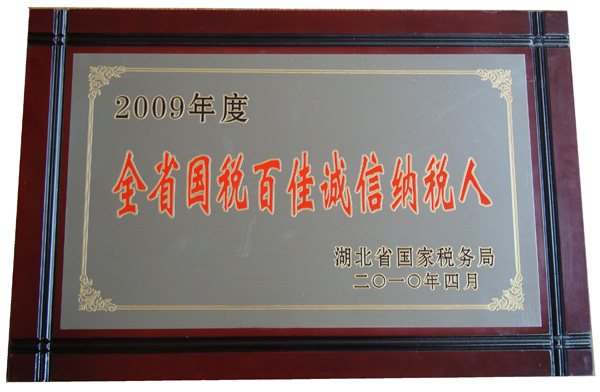 2009年度
全省国税百佳诚信纳税人
湖北省国家税务局
二〇一〇年四月